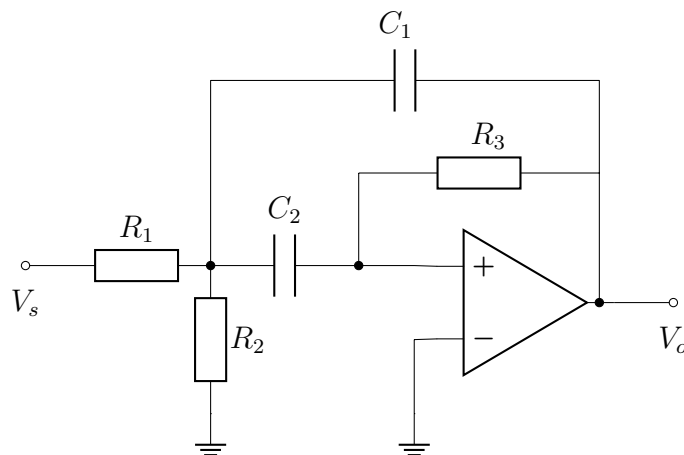 C₁
R₃
C₂
R₁
+
Vₛ
R₂
−
Vₒ